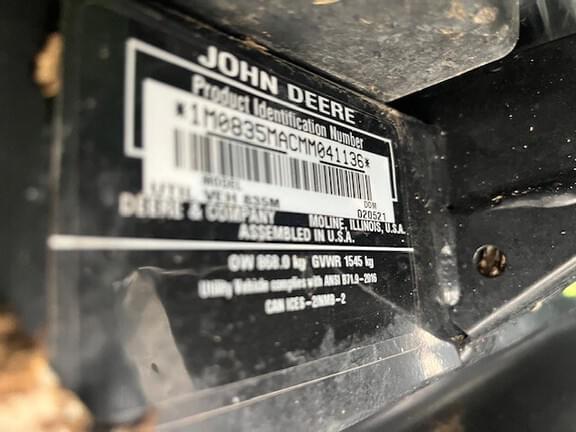 JOHN DEERE
Product Identification Number
*1M0835MACMM041136*
MODEL
UTIL VEH 835M
DOM
020521
DEERE & COMPANY MOLINE, ILLINOIS, U.S.A.
ASSEMBLED IN U.S.A.
OW 868.0 kg GVWR 1545 kg
Utility Vehicle complies with ANSI B71.9-2016
CAN ICES-2/NMB-2